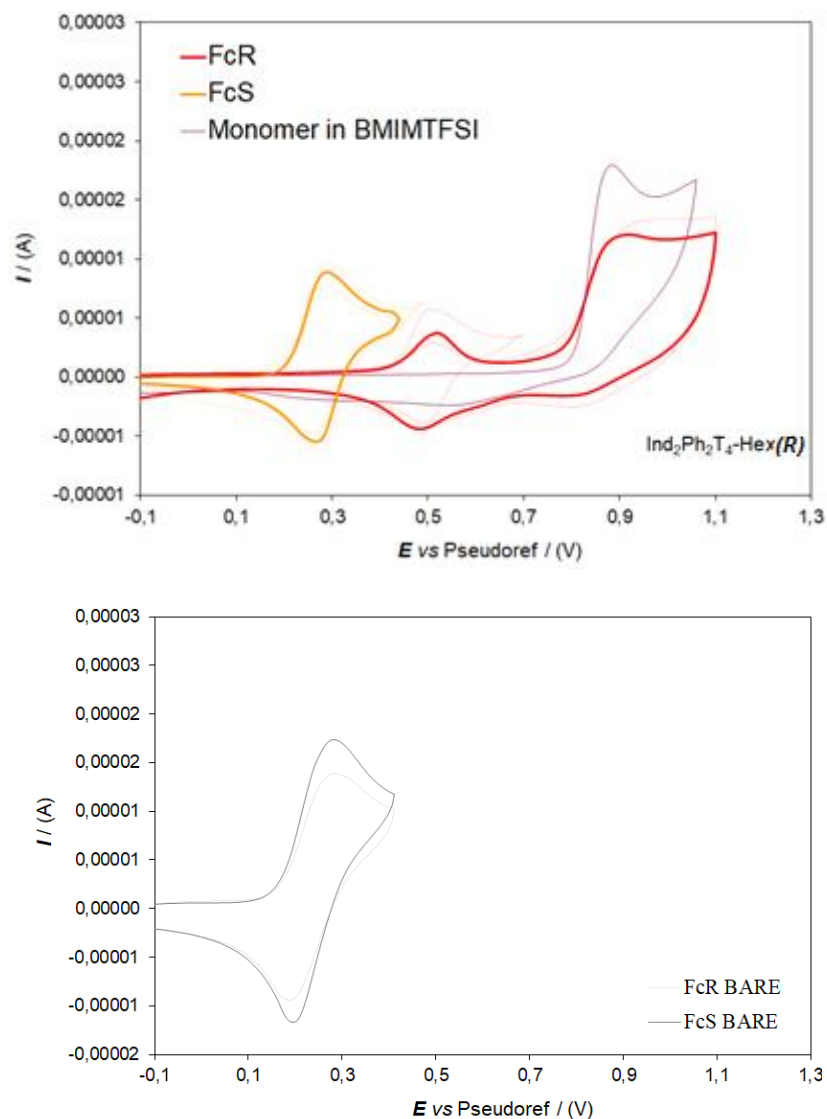 0,00003
0,00003
0,00002
0,00002
0,00001
0,00001
0,00000
-0,00001
-0,00001
I / (A)
FcR
FcS
Monomer in BMIMTFSI
Ind₂Ph₂T₄-Hex(R)
-0,1 0,1 0,3 0,5 0,7 0,9 1,1 1,3
E vs Pseudoref / (V)
0,00003
0,00003
0,00002
0,00002
0,00001
0,00001
0,00000
-0,00001
-0,00001
-0,00002
I / (A)
FcR BARE
FcS BARE
-0,1 0,1 0,3 0,5 0,7 0,9 1,1 1,3
E vs Pseudoref / (V)